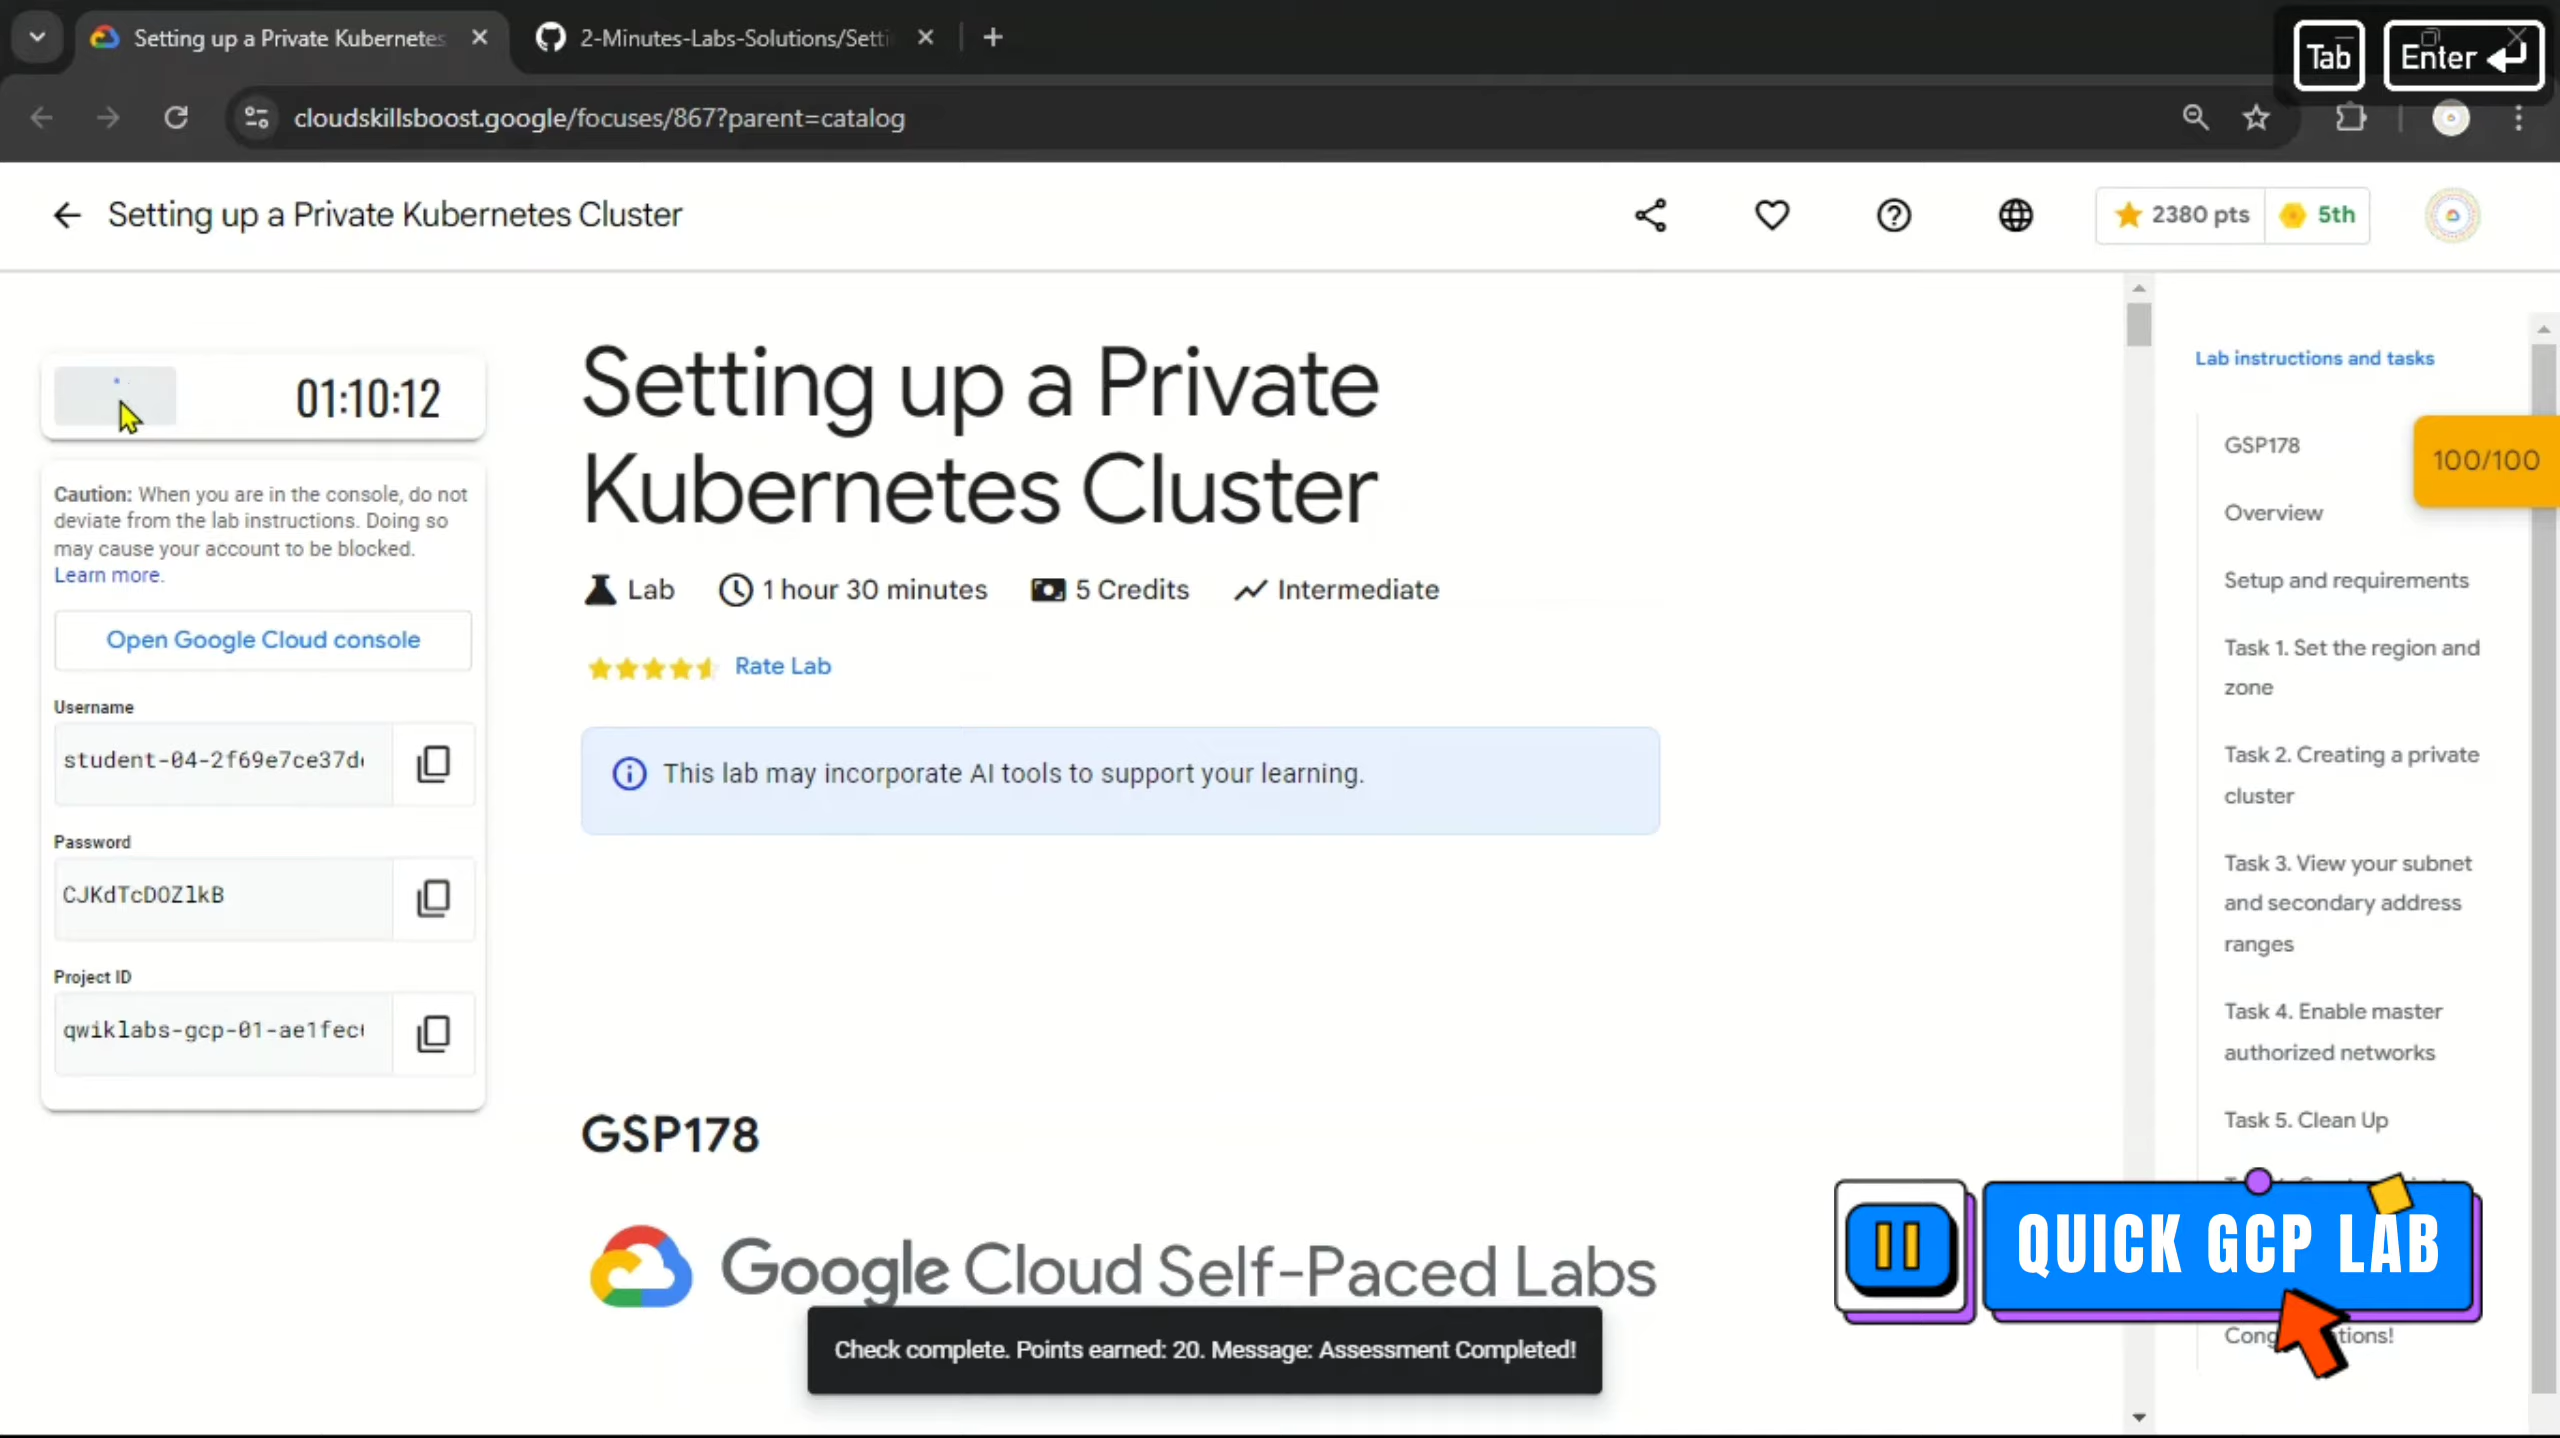 Setting up a Private Kubernetes
2-Minutes-Labs-Solutions/Setti
Tab
Enter
cloudskillsboost.google/focuses/867?parent=catalog
Setting up a Private Kubernetes Cluster
2380 pts
5th
01:10:12
Caution: When you are in the console, do not
deviate from the lab instructions. Doing so
may cause your account to be blocked.
Learn more.
Open Google Cloud console
Username
student-04-2f69e7ce37d
Password
CJKdTcDOZlkB
Project ID
qwiklabs-gcp-01-ae1fec
Setting up a Private
Kubernetes Cluster
Lab
1 hour 30 minutes
5 Credits
Intermediate
Rate Lab
This lab may incorporate AI tools to support your learning.
GSP178
Google Cloud Self-Paced Labs
Check complete. Points earned: 20. Message: Assessment Completed!
Lab instructions and tasks
GSP178
100/100
Overview
Setup and requirements
Task 1. Set the region and
zone
Task 2. Creating a private
cluster
Task 3. View your subnet
and secondary address
ranges
Task 4. Enable master
authorized networks
Task 5. Clean Up
QUICK GCP LAB